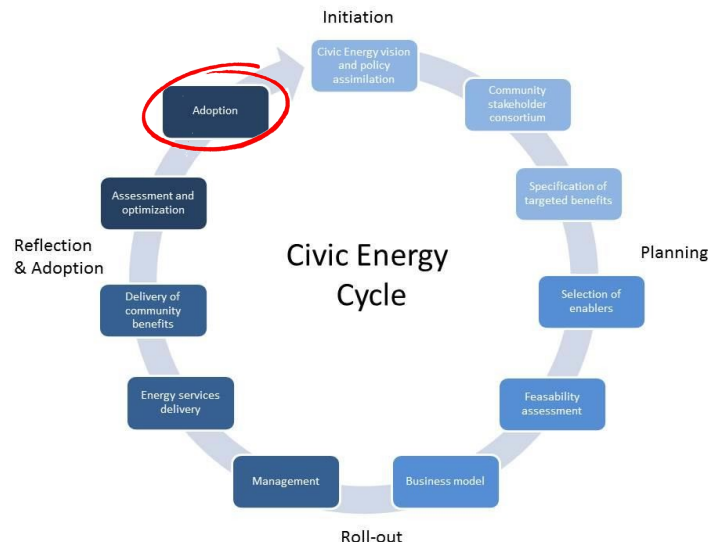 Initiation
Civic Energy vision
and policy
assimilation
Community
stakeholder
consortium
Specification of
targeted benefits
Planning
Selection of
enablers
Feasability
assessment
Business model
Roll-out
Management
Energy services
delivery
Delivery of
community
benefits
Reflection
& Adoption
Assessment and
optimization
Adoption
Civic Energy
Cycle